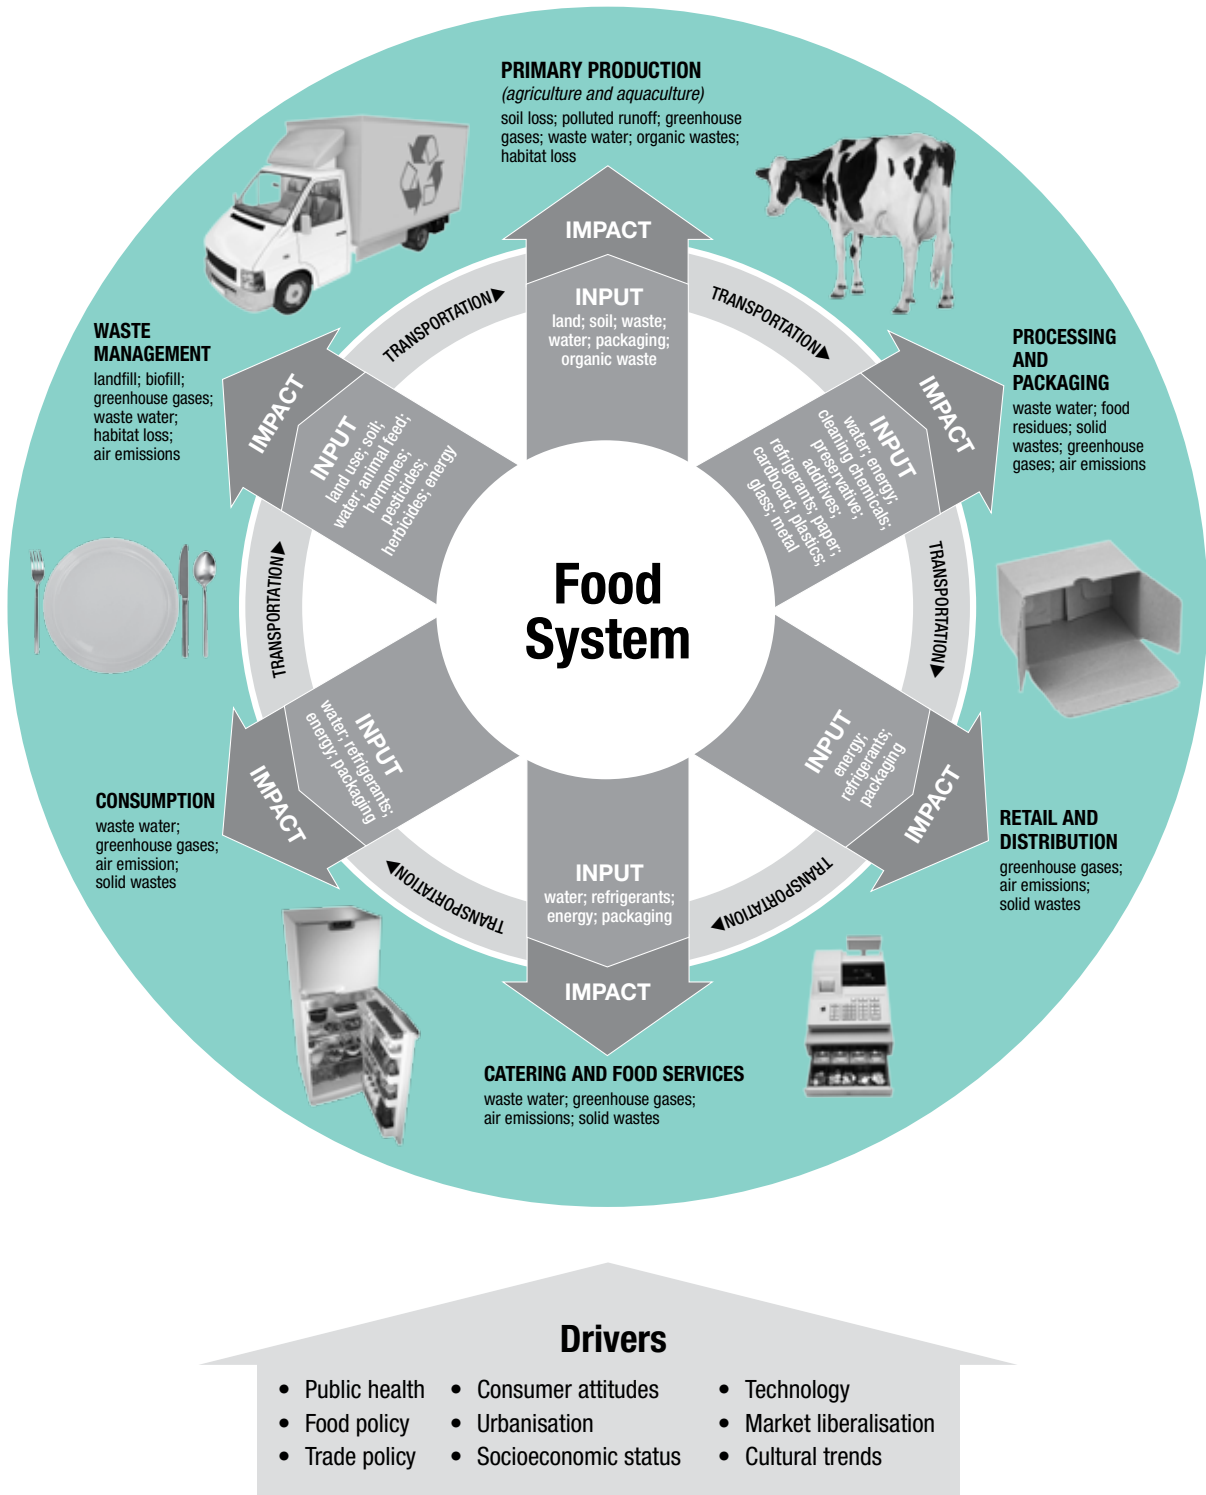 PRIMARY PRODUCTION
(agriculture and aquaculture)
soil loss; polluted runoff; greenhouse
gases; waste water; organic wastes;
habitat loss
IMPACT
INPUT
land; soil; waste;
water; packaging;
organic waste
TRANSPORTATION
PROCESSING
AND
PACKAGING
waste water; food
residues; solid
wastes; greenhouse
gases; air emissions
IMPACT
INPUT
water; energy;
cleaning chemicals;
preservative;
additives;
refrigerants; paper;
cardboard; plastics;
glass; metal
TRANSPORTATION
RETAIL AND
DISTRIBUTION
greenhouse gases;
air emissions;
solid wastes
IMPACT
INPUT
energy;
refrigerants;
packaging
TRANSPORTATION
CATERING AND FOOD SERVICES
waste water; greenhouse gases;
air emissions; solid wastes
IMPACT
INPUT
water; refrigerants;
energy; packaging
TRANSPORTATION
CONSUMPTION
waste water;
greenhouse gases;
air emission;
solid wastes
IMPACT
INPUT
water; refrigerants;
energy; packaging
TRANSPORTATION
WASTE
MANAGEMENT
landfill; biofill;
greenhouse gases;
waste water;
habitat loss;
air emissions
IMPACT
INPUT
land use; soil;
water; animal feed;
hormones;
pesticides;
herbicides; energy
TRANSPORTATION
Food
System
Drivers
• Public health
• Food policy
• Trade policy
• Consumer attitudes
• Urbanisation
• Socioeconomic status
• Technology
• Market liberalisation
• Cultural trends